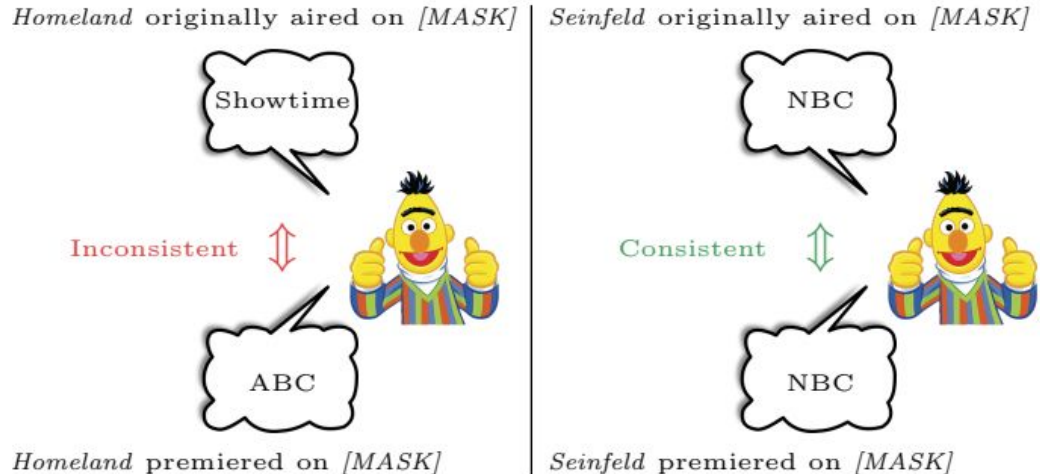 Homeland originally aired on [MASK]
Showtime
Inconsistent
ABC
Homeland premiered on [MASK]
Seinfeld originally aired on [MASK]
NBC
Consistent
NBC
Seinfeld premiered on [MASK]